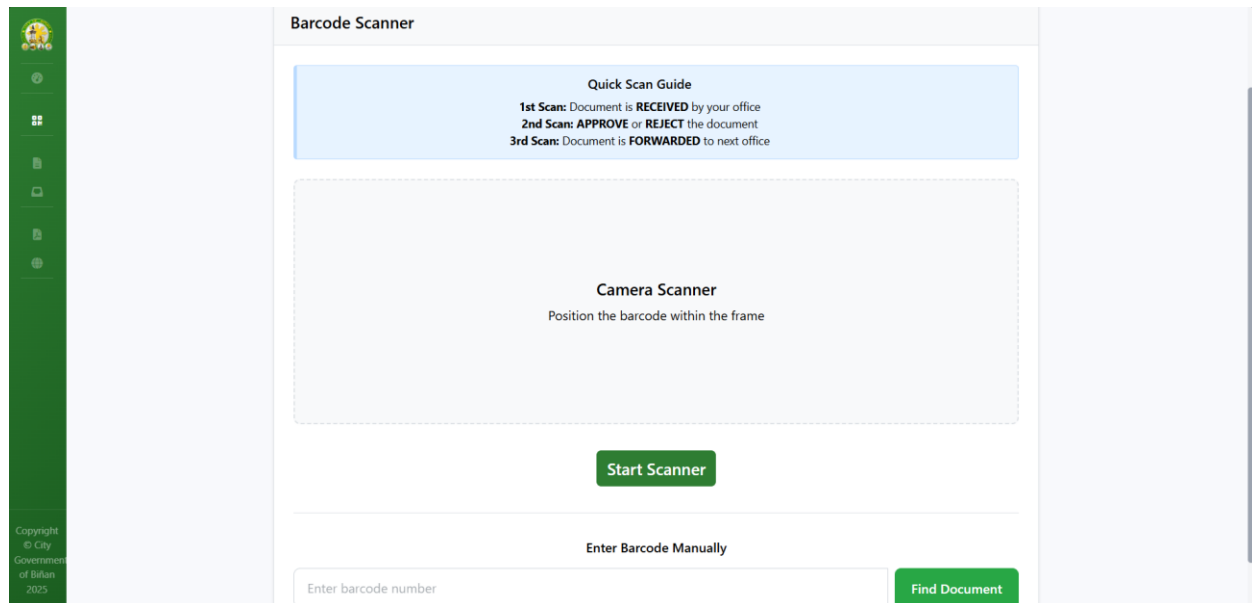 Barcode Scanner
Quick Scan Guide
1st Scan: Document is RECEIVED by your office
2nd Scan: APPROVE or REJECT the document
3rd Scan: Document is FORWARDED to next office
Camera Scanner
Position the barcode within the frame
Start Scanner
Enter Barcode Manually
Enter barcode number
Find Document
Copyright
© City
Government
of Biñan
2025